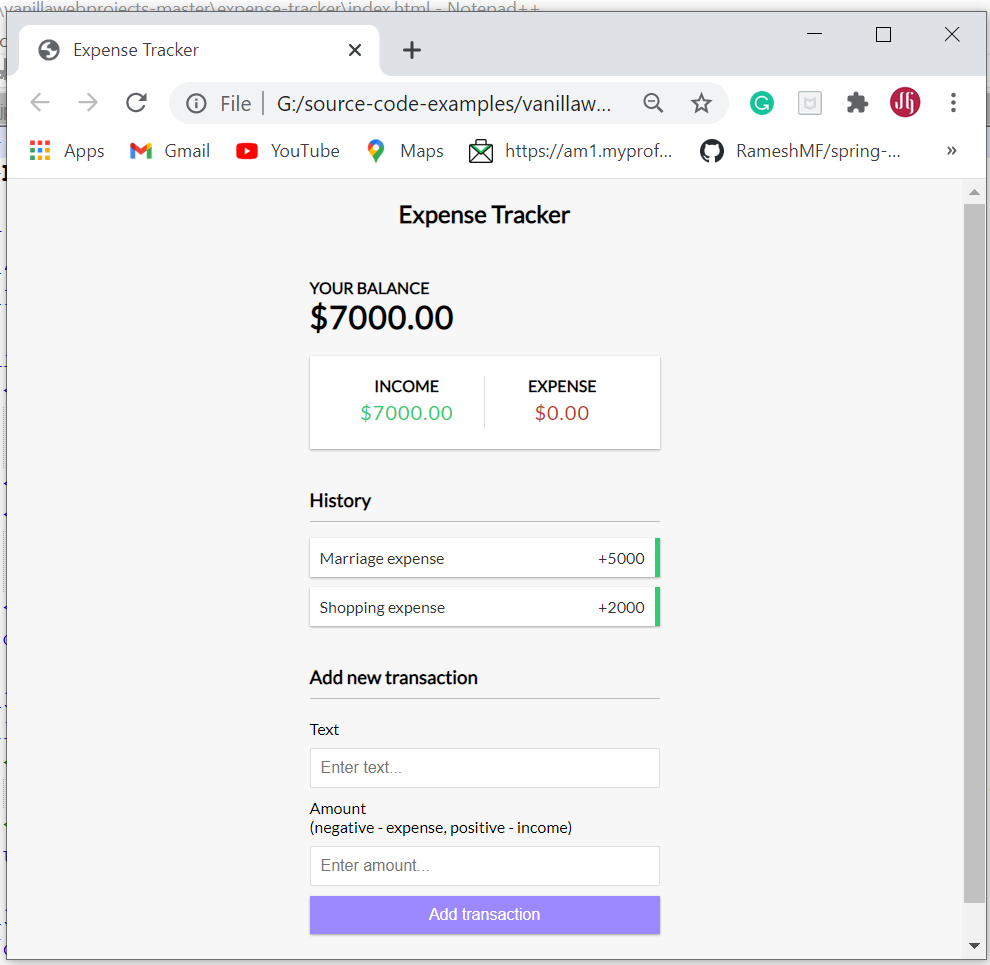 \vanillawebprojects-master\expense-tracker\index.html - Notepad++
Expense Tracker
File
G:/source-code-examples/vanillaw...
Apps
Gmail
YouTube
Maps
https://am1.myprof...
RameshMF/spring-...
»
Expense Tracker
YOUR BALANCE
$7000.00
INCOME
EXPENSE
$7000.00
$0.00
History
Marriage expense +5000
Shopping expense +2000
Add new transaction
Text
Enter text...
Amount
(negative - expense, positive - income)
Enter amount...
Add transaction